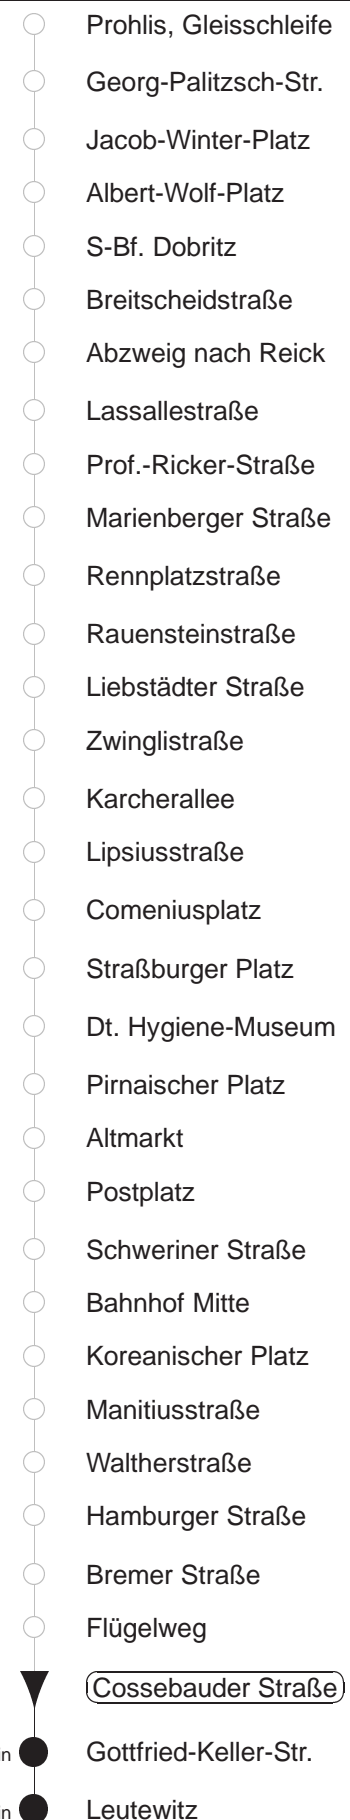 Prohlis, Gleisschleife
Georg-Palitzsch-Str.
Jacob-Winter-Platz
Albert-Wolf-Platz
S-Bf. Dobritz
Breitscheidstraße
Abzweig nach Reick
Lassallestraße
Prof.-Ricker-Straße
Marienberger Straße
Rennplatzstraße
Rauensteinstraße
Liebstädter Straße
Zwinglistraße
Karcherallee
Lipsiusstraße
Comeniusplatz
Straßburger Platz
Dt. Hygiene-Museum
Pirnaischer Platz
Altmarkt
Postplatz
Schweriner Straße
Bahnhof Mitte
Koreanischer Platz
Manitiusstraße
Waltherstraße
Hamburger Straße
Bremer Straße
Flügelweg
Cossebauder Straße
Gottfried-Keller-Str.
Leutewitz